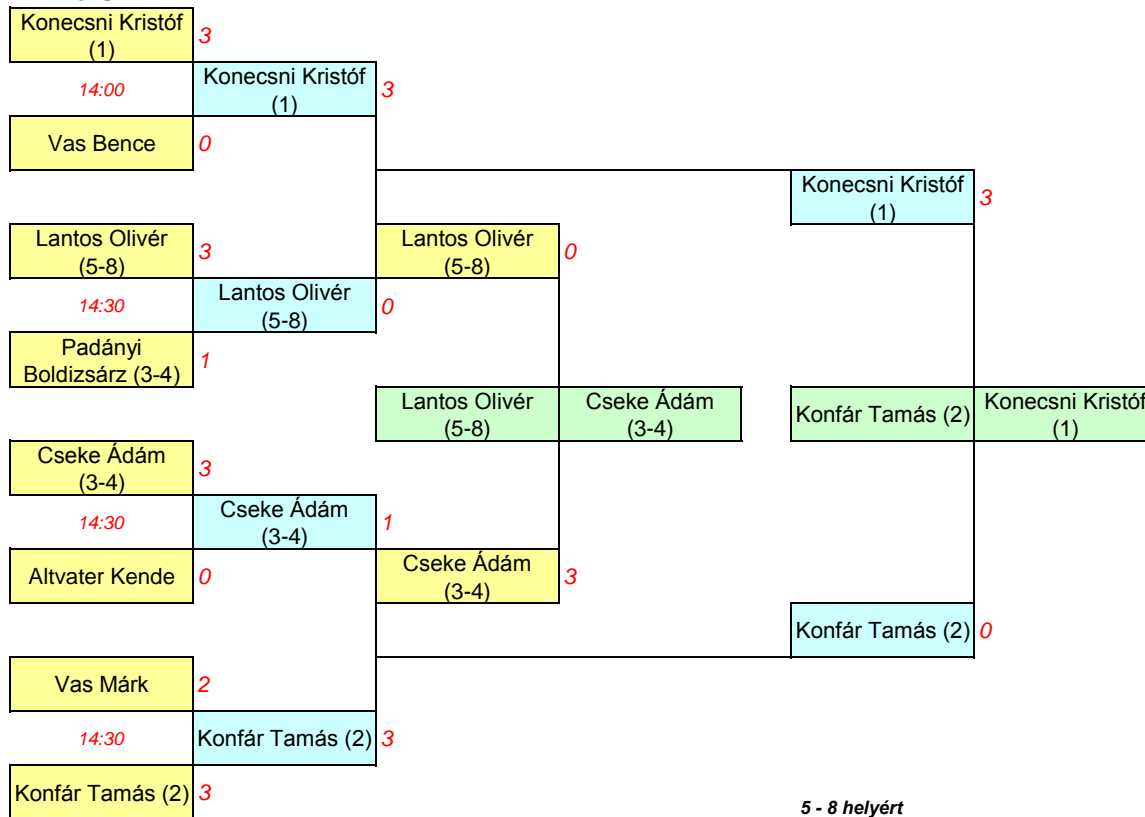 Konecsni Kristóf
(1)
3
14:00
Konecsni Kristóf
(1)
3
Vas Bence
0
Konecsni Kristóf
(1)
3
Lantos Olivér
(5-8)
3
Lantos Olivér
(5-8)
0
14:30
Lantos Olivér
(5-8)
0
Padányi
Boldizsárz (3-4)
1
Lantos Olivér
(5-8)
Cseke Ádám
(3-4)
Konfár Tamás (2)
Konecsni Kristóf
(1)
Cseke Ádám
(3-4)
3
14:30
Cseke Ádám
(3-4)
1
Altvater Kende
0
Cseke Ádám
(3-4)
3
Konfár Tamás (2)
0
Vas Márk
2
14:30
Konfár Tamás (2)
3
Konfár Tamás (2)
3
5 - 8 helyért